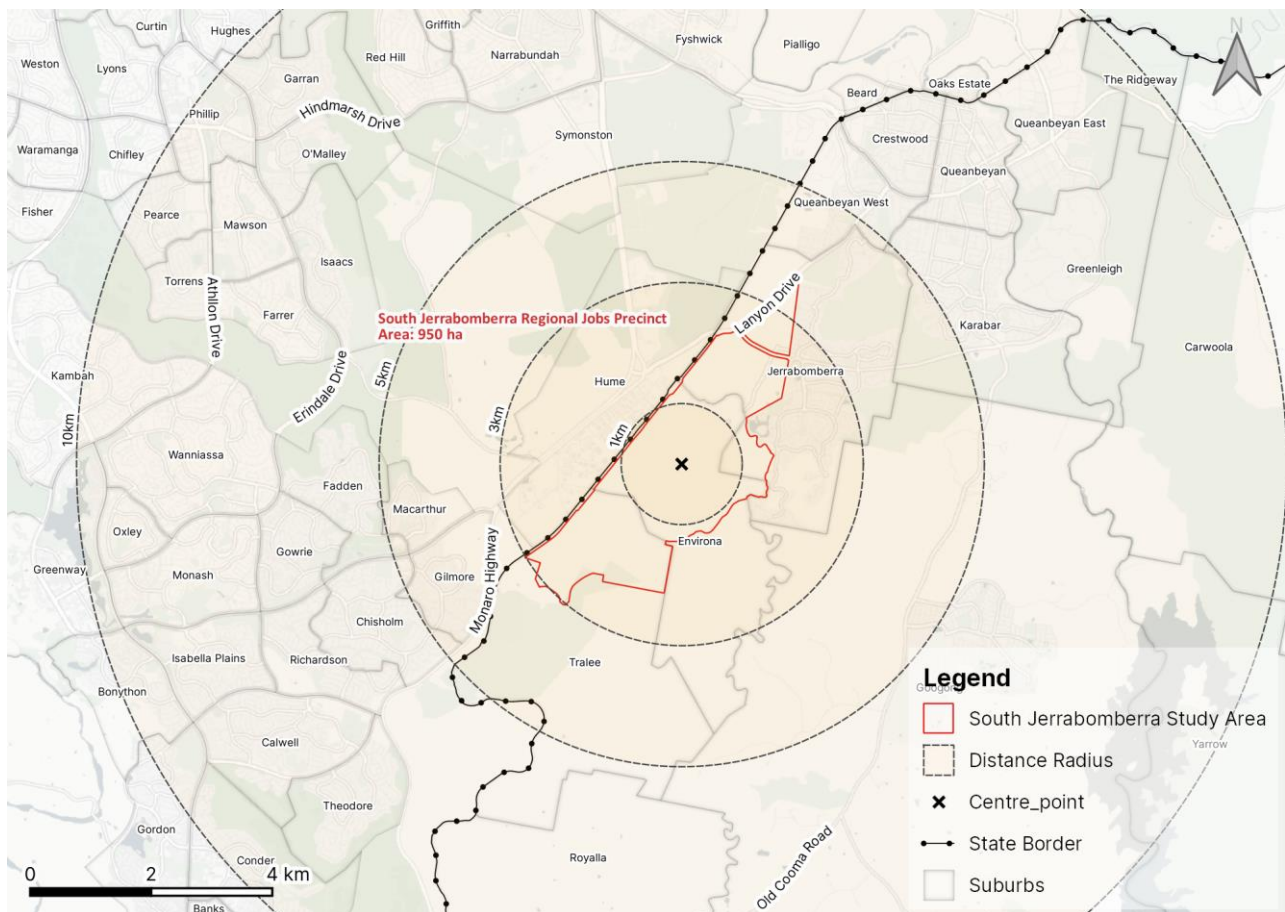 Curtin
Hughes
Griffith
Fyshwick
Pialligo
Weston
Lyons
Red Hill
Narrabundah
N
Garran
The Ridgeway
Phillip
Hindmarsh Drive
Beard
Oaks Estate
Symonston
Queanbeyan East
Waramanga
Chifley
O'Malley
Crestwood
Queanbeyan
Fisher
Pearce
Mawson
Queanbeyan West
Isaacs
Greenleigh
Torrens
Athllon Drive
Farrer
Lanyon Drive
South Jerrabomberra Regional Jobs Precinct
Area: 950 ha
Karabar
Carwoola
Kambah
5km
Hume
Jerrabomberra
Erindale Drive
10km
3km
1km
Wanniassa
Fadden
Macarthur
Oxley
Gowrie
Environa
Greenway
Monash
Gilmore
Monaro Highway
Chisholm
Isabella Plains
Richardson
Tralee
Bonython
Calwell
Theodore
Gordon
Royalla
Old Cooma Road
Conder
Banks
0 2 4 km
Legend
Googong
South Jerrabomberra Study Area
Yarrow
Distance Radius
Centre_point
State Border
Suburbs